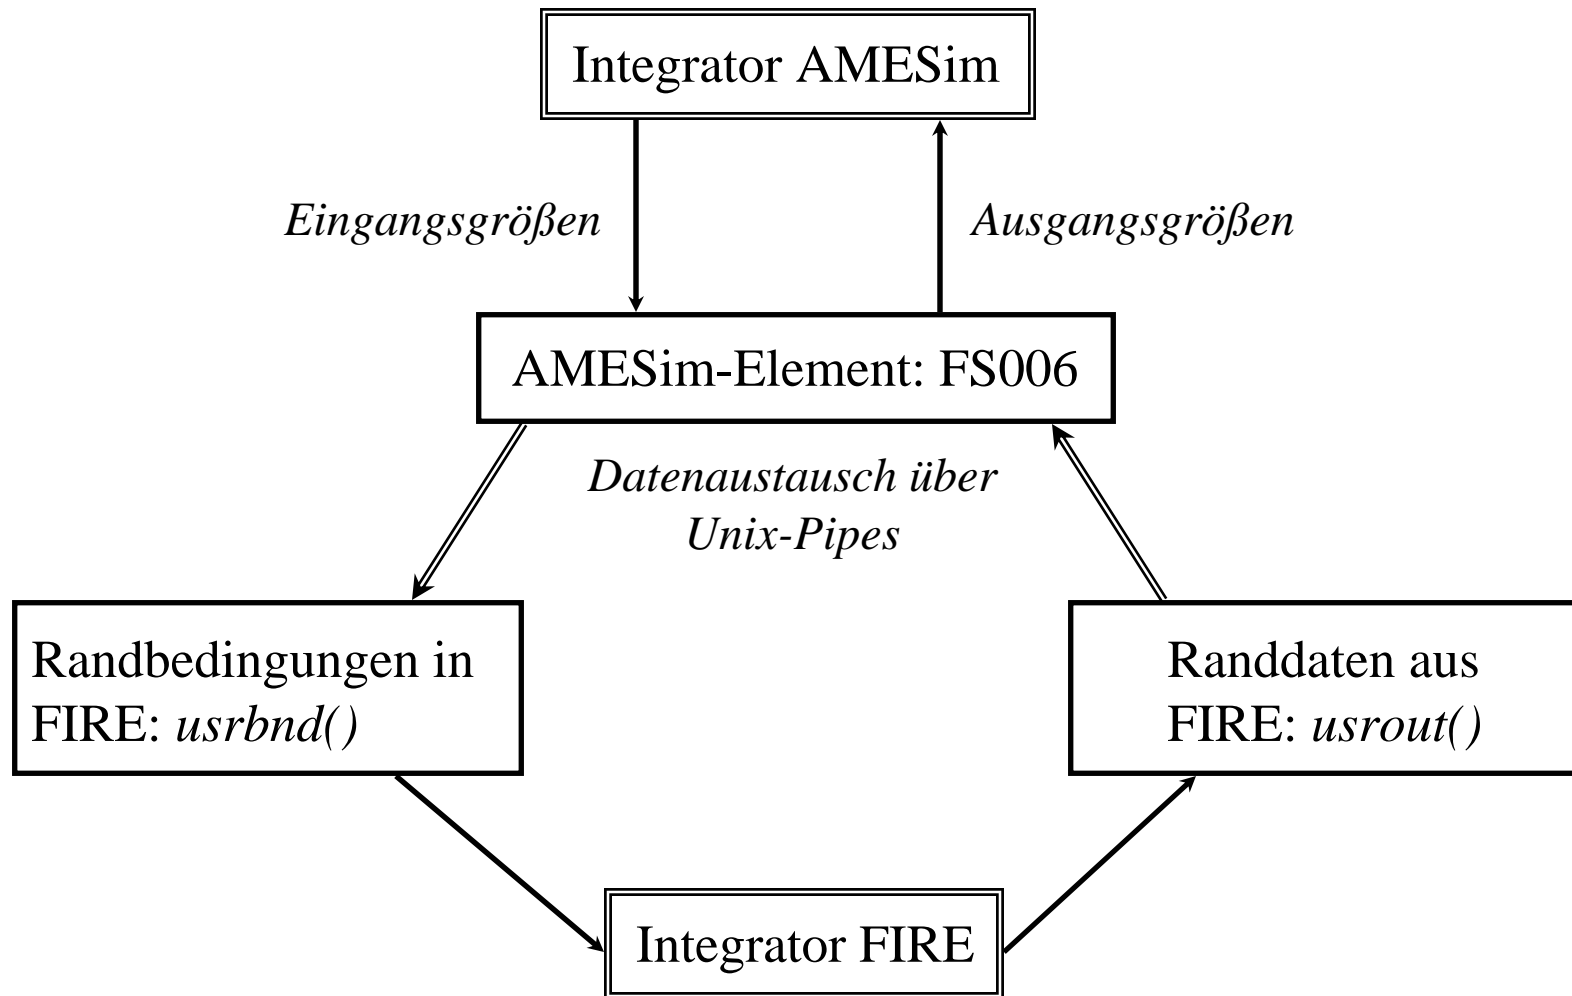 Integrator AMESim
Eingangsgrößen
Ausgangsgrößen
AMESim-Element: FS006
Datenaustausch über
Unix-Pipes
Randbedingungen in
FIRE: usrbnd()
Randdaten aus
FIRE: usrout()
Integrator FIRE